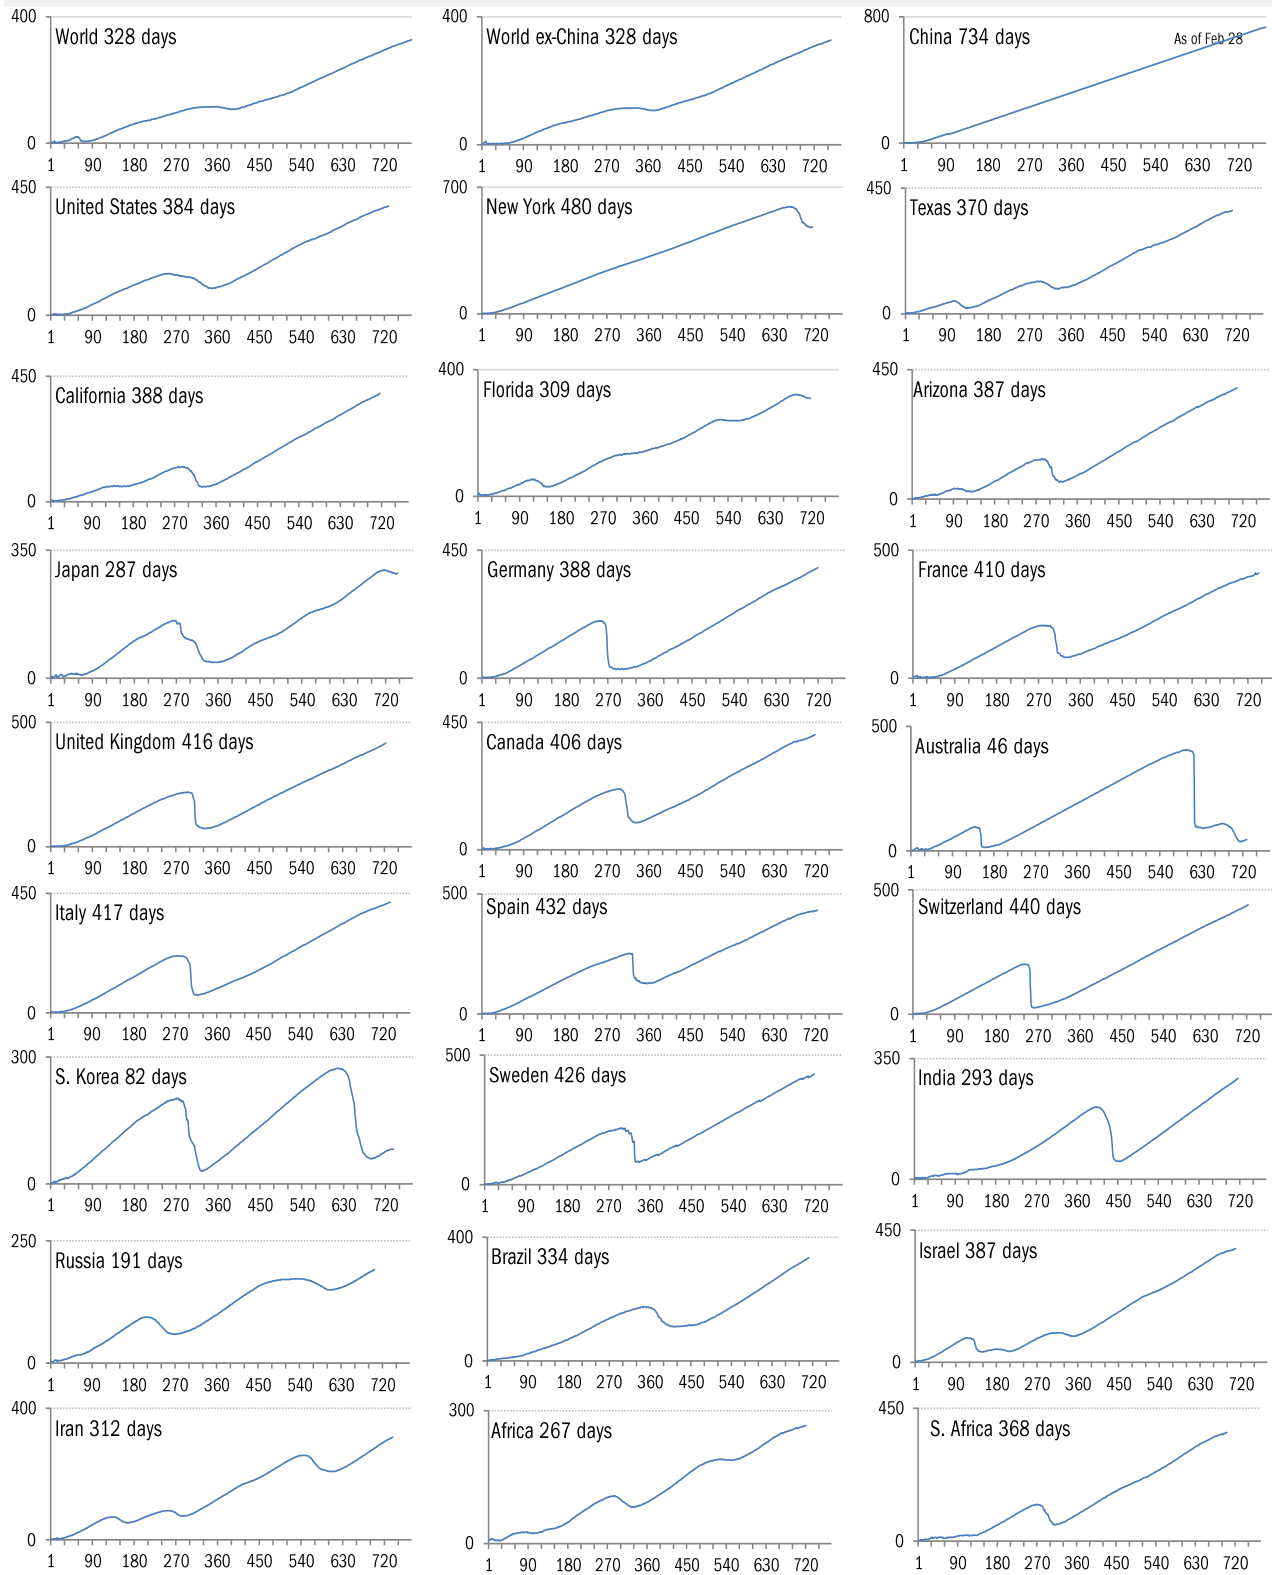 400
World 328 days
0
1 90 180 270 360 450 540 630 720
400
World ex-China 328 days
0
1 90 180 270 360 450 540 630 720
800
China 734 days
As of Feb 28
0
1 90 180 270 360 450 540 630 720
450
United States 384 days
0
1 90 180 270 360 450 540 630 720
700
New York 480 days
0
1 90 180 270 360 450 540 630 720
450
Texas 370 days
0
1 90 180 270 360 450 540 630 720
450
California 388 days
0
1 90 180 270 360 450 540 630 720
400
Florida 309 days
0
1 90 180 270 360 450 540 630 720
450
Arizona 387 days
0
1 90 180 270 360 450 540 630 720
350
Japan 287 days
0
1 90 180 270 360 450 540 630 720
450
Germany 388 days
0
1 90 180 270 360 450 540 630 720
500
France 410 days
0
1 90 180 270 360 450 540 630 720
500
United Kingdom 416 days
0
1 90 180 270 360 450 540 630 720
450
Canada 406 days
0
1 90 180 270 360 450 540 630 720
500
Australia 46 days
0
1 90 180 270 360 450 540 630 720
450
Italy 417 days
0
1 90 180 270 360 450 540 630 720
500
Spain 432 days
0
1 90 180 270 360 450 540 630 720
500
Switzerland 440 days
0
1 90 180 270 360 450 540 630 720
300
S. Korea 82 days
0
1 90 180 270 360 450 540 630 720
500
Sweden 426 days
0
1 90 180 270 360 450 540 630 720
350
India 293 days
0
1 90 180 270 360 450 540 630 720
250
Russia 191 days
0
1 90 180 270 360 450 540 630 720
400
Brazil 334 days
0
1 90 180 270 360 450 540 630 720
450
Israel 387 days
0
1 90 180 270 360 450 540 630 720
400
Iran 312 days
0
1 90 180 270 360 450 540 630 720
300
Africa 267 days
0
1 90 180 270 360 450 540 630 720
450
S. Africa 368 days
0
1 90 180 270 360 450 540 630 720